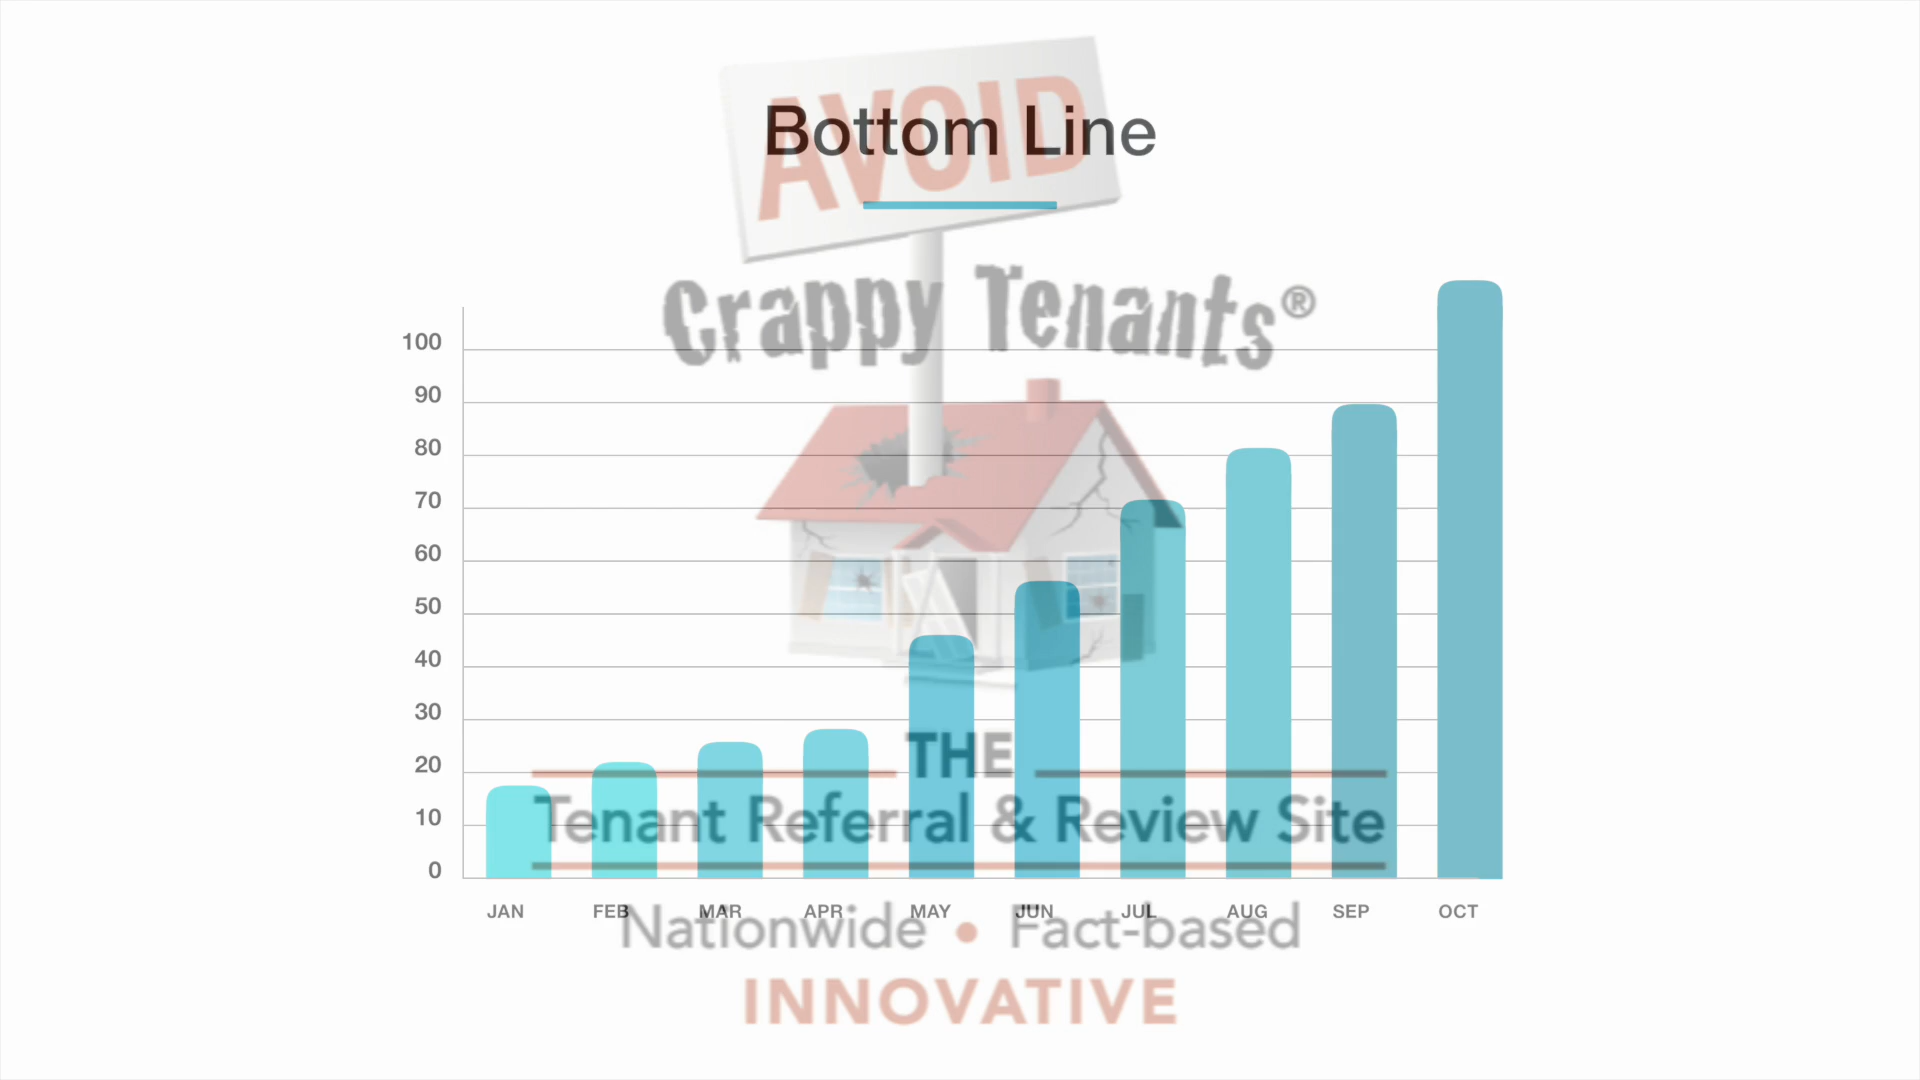 AVOID
Bottom Line
Crappy Tenants®
100
90
80
70
60
50
40
30
20
10
0
THE
Tenant Referral & Review Site
JAN FEB MAR APR MAY JUN JUL AUG SEP OCT
Nationwide • Fact-based
INNOVATIVE